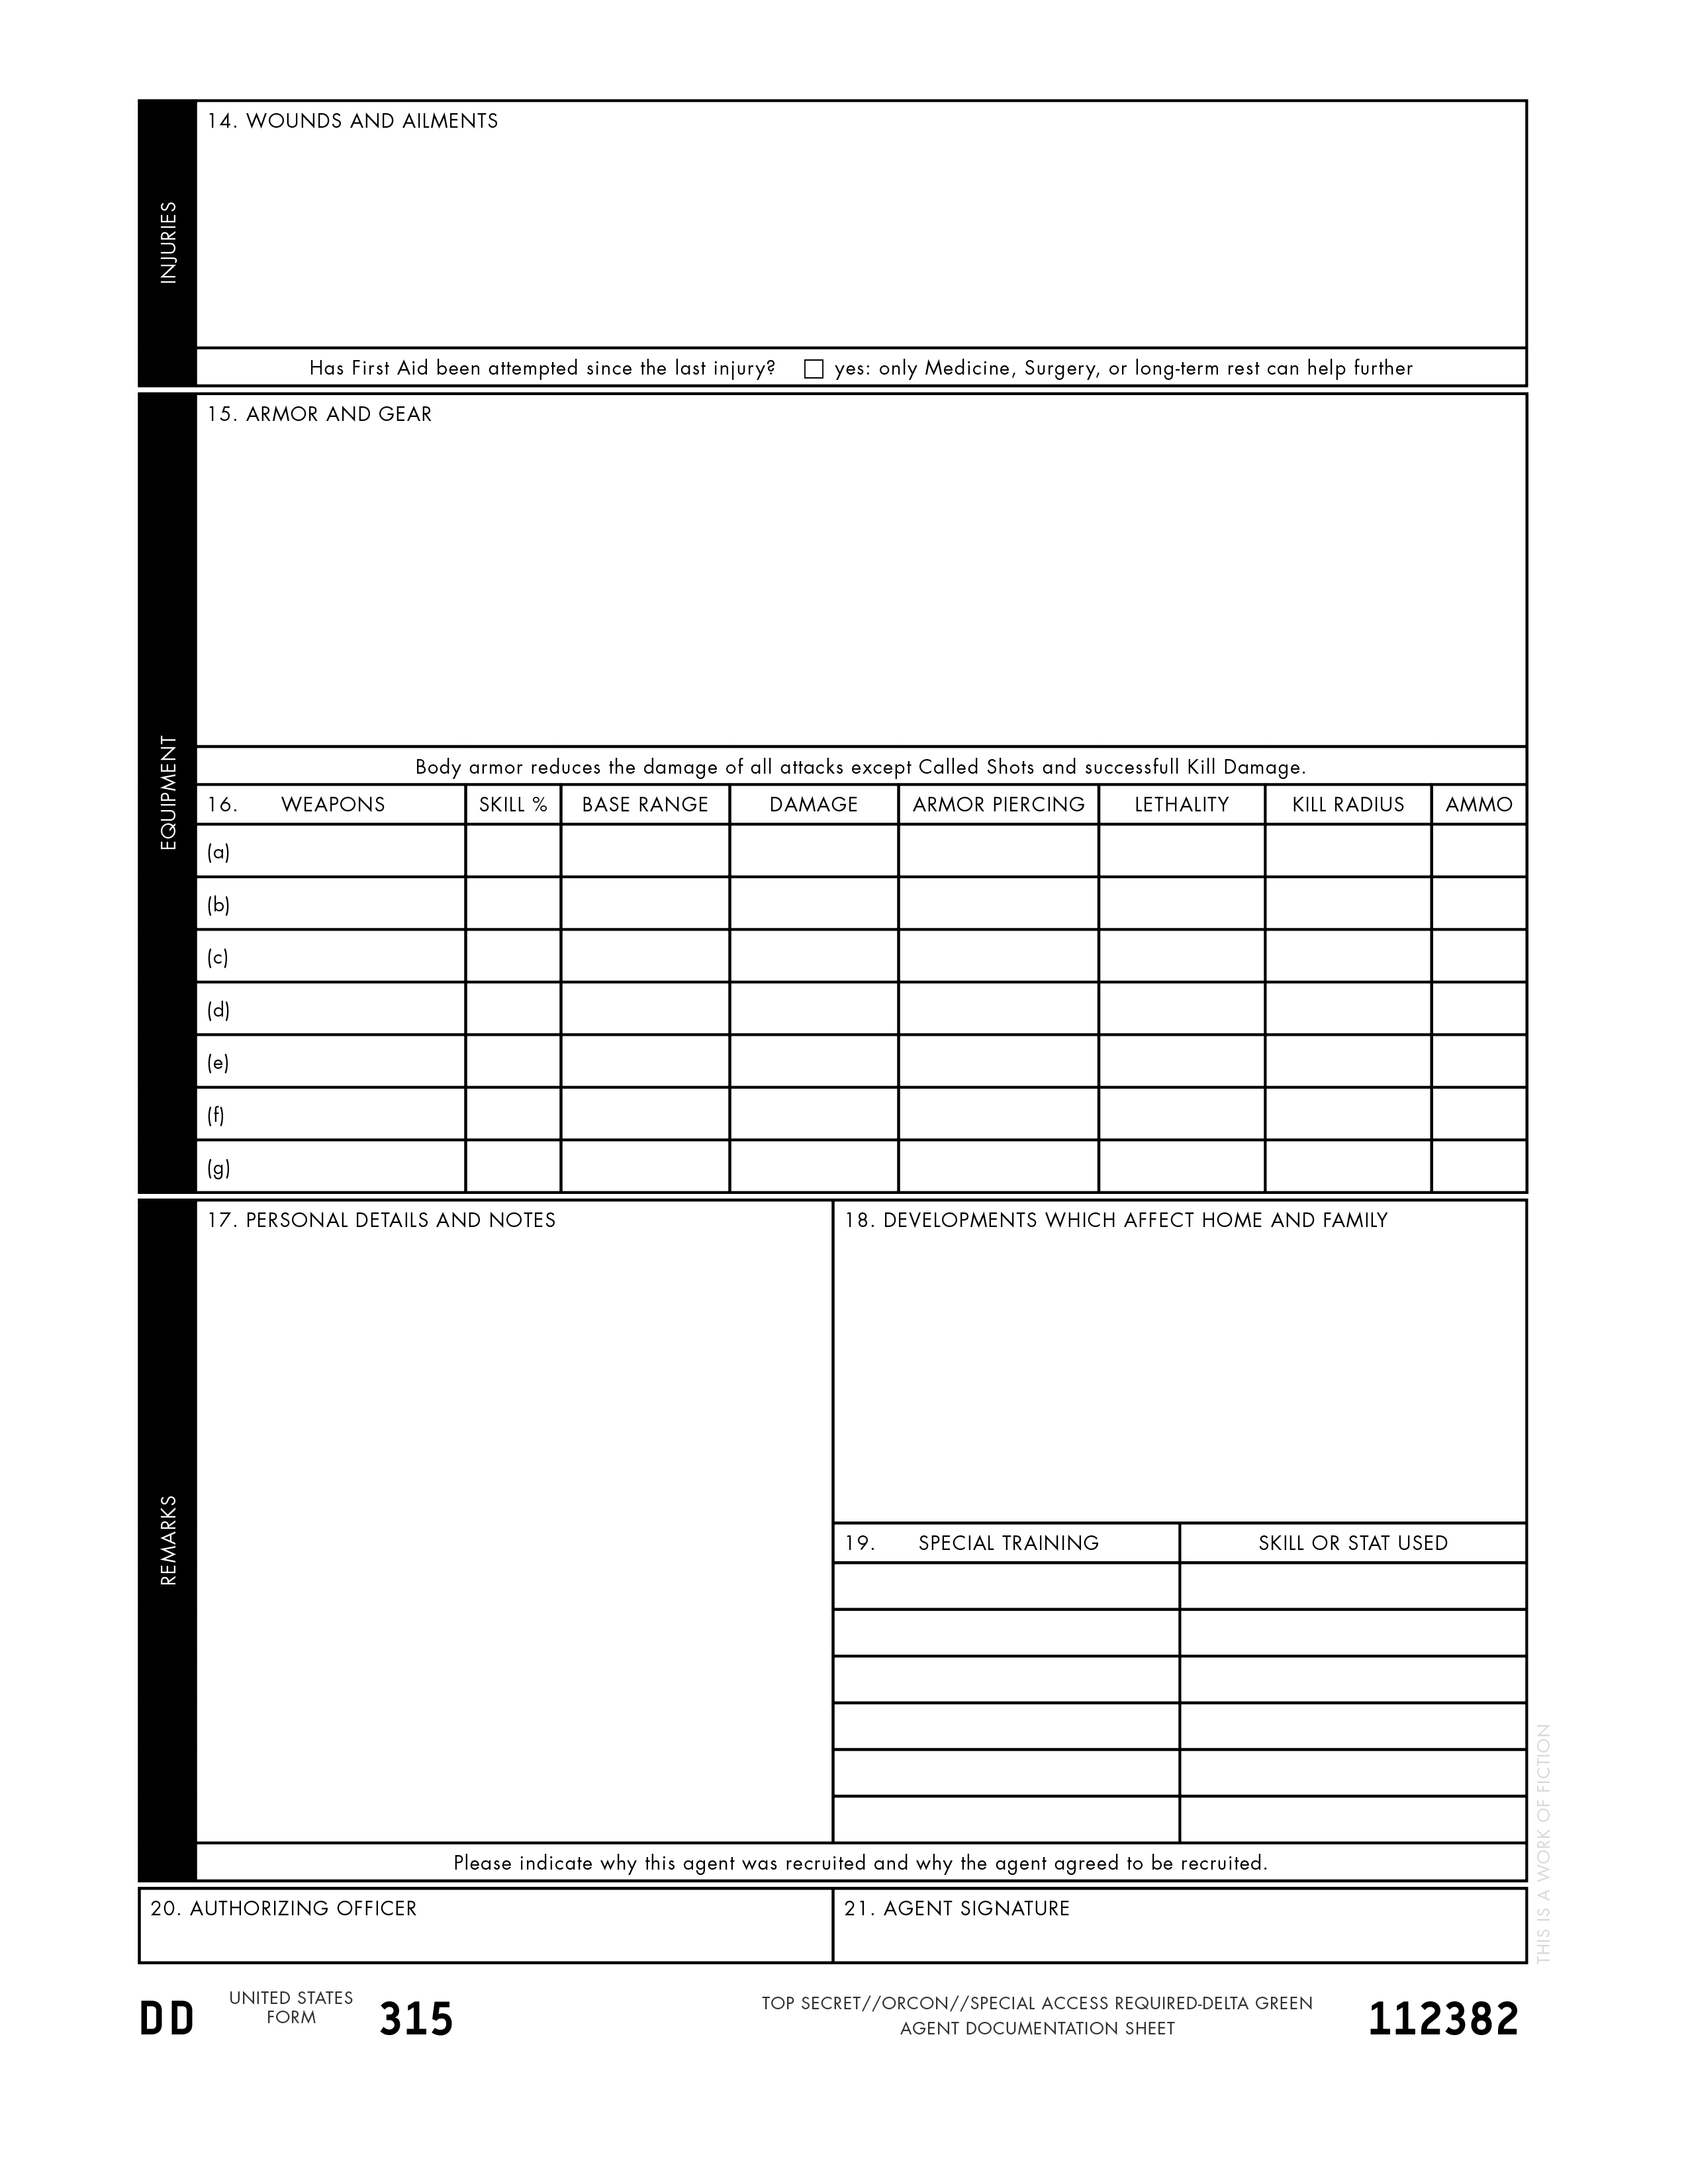 INJURIES
14. WOUNDS AND AILMENTS
Has First Aid been attempted since the last injury? yes: only Medicine, Surgery, or long-term rest can help further
EQUIPMENT
15. ARMOR AND GEAR
Body armor reduces the damage of all attacks except Called Shots and successfull Kill Damage.
16. WEAPONS SKILL % BASE RANGE DAMAGE ARMOR PIERCING LETHALITY KILL RADIUS AMMO
(a)
(b)
(c)
(d)
(e)
(f)
(g)
REMARKS
17. PERSONAL DETAILS AND NOTES
18. DEVELOPMENTS WHICH AFFECT HOME AND FAMILY
19. SPECIAL TRAINING SKILL OR STAT USED
Please indicate why this agent was recruited and why the agent agreed to be recruited.
20. AUTHORIZING OFFICER
21. AGENT SIGNATURE
THIS IS A WORK OF FICTION
DD UNITED STATES FORM 315
TOP SECRET//ORCON//SPECIAL ACCESS REQUIRED-DELTA GREEN
AGENT DOCUMENTATION SHEET
112382